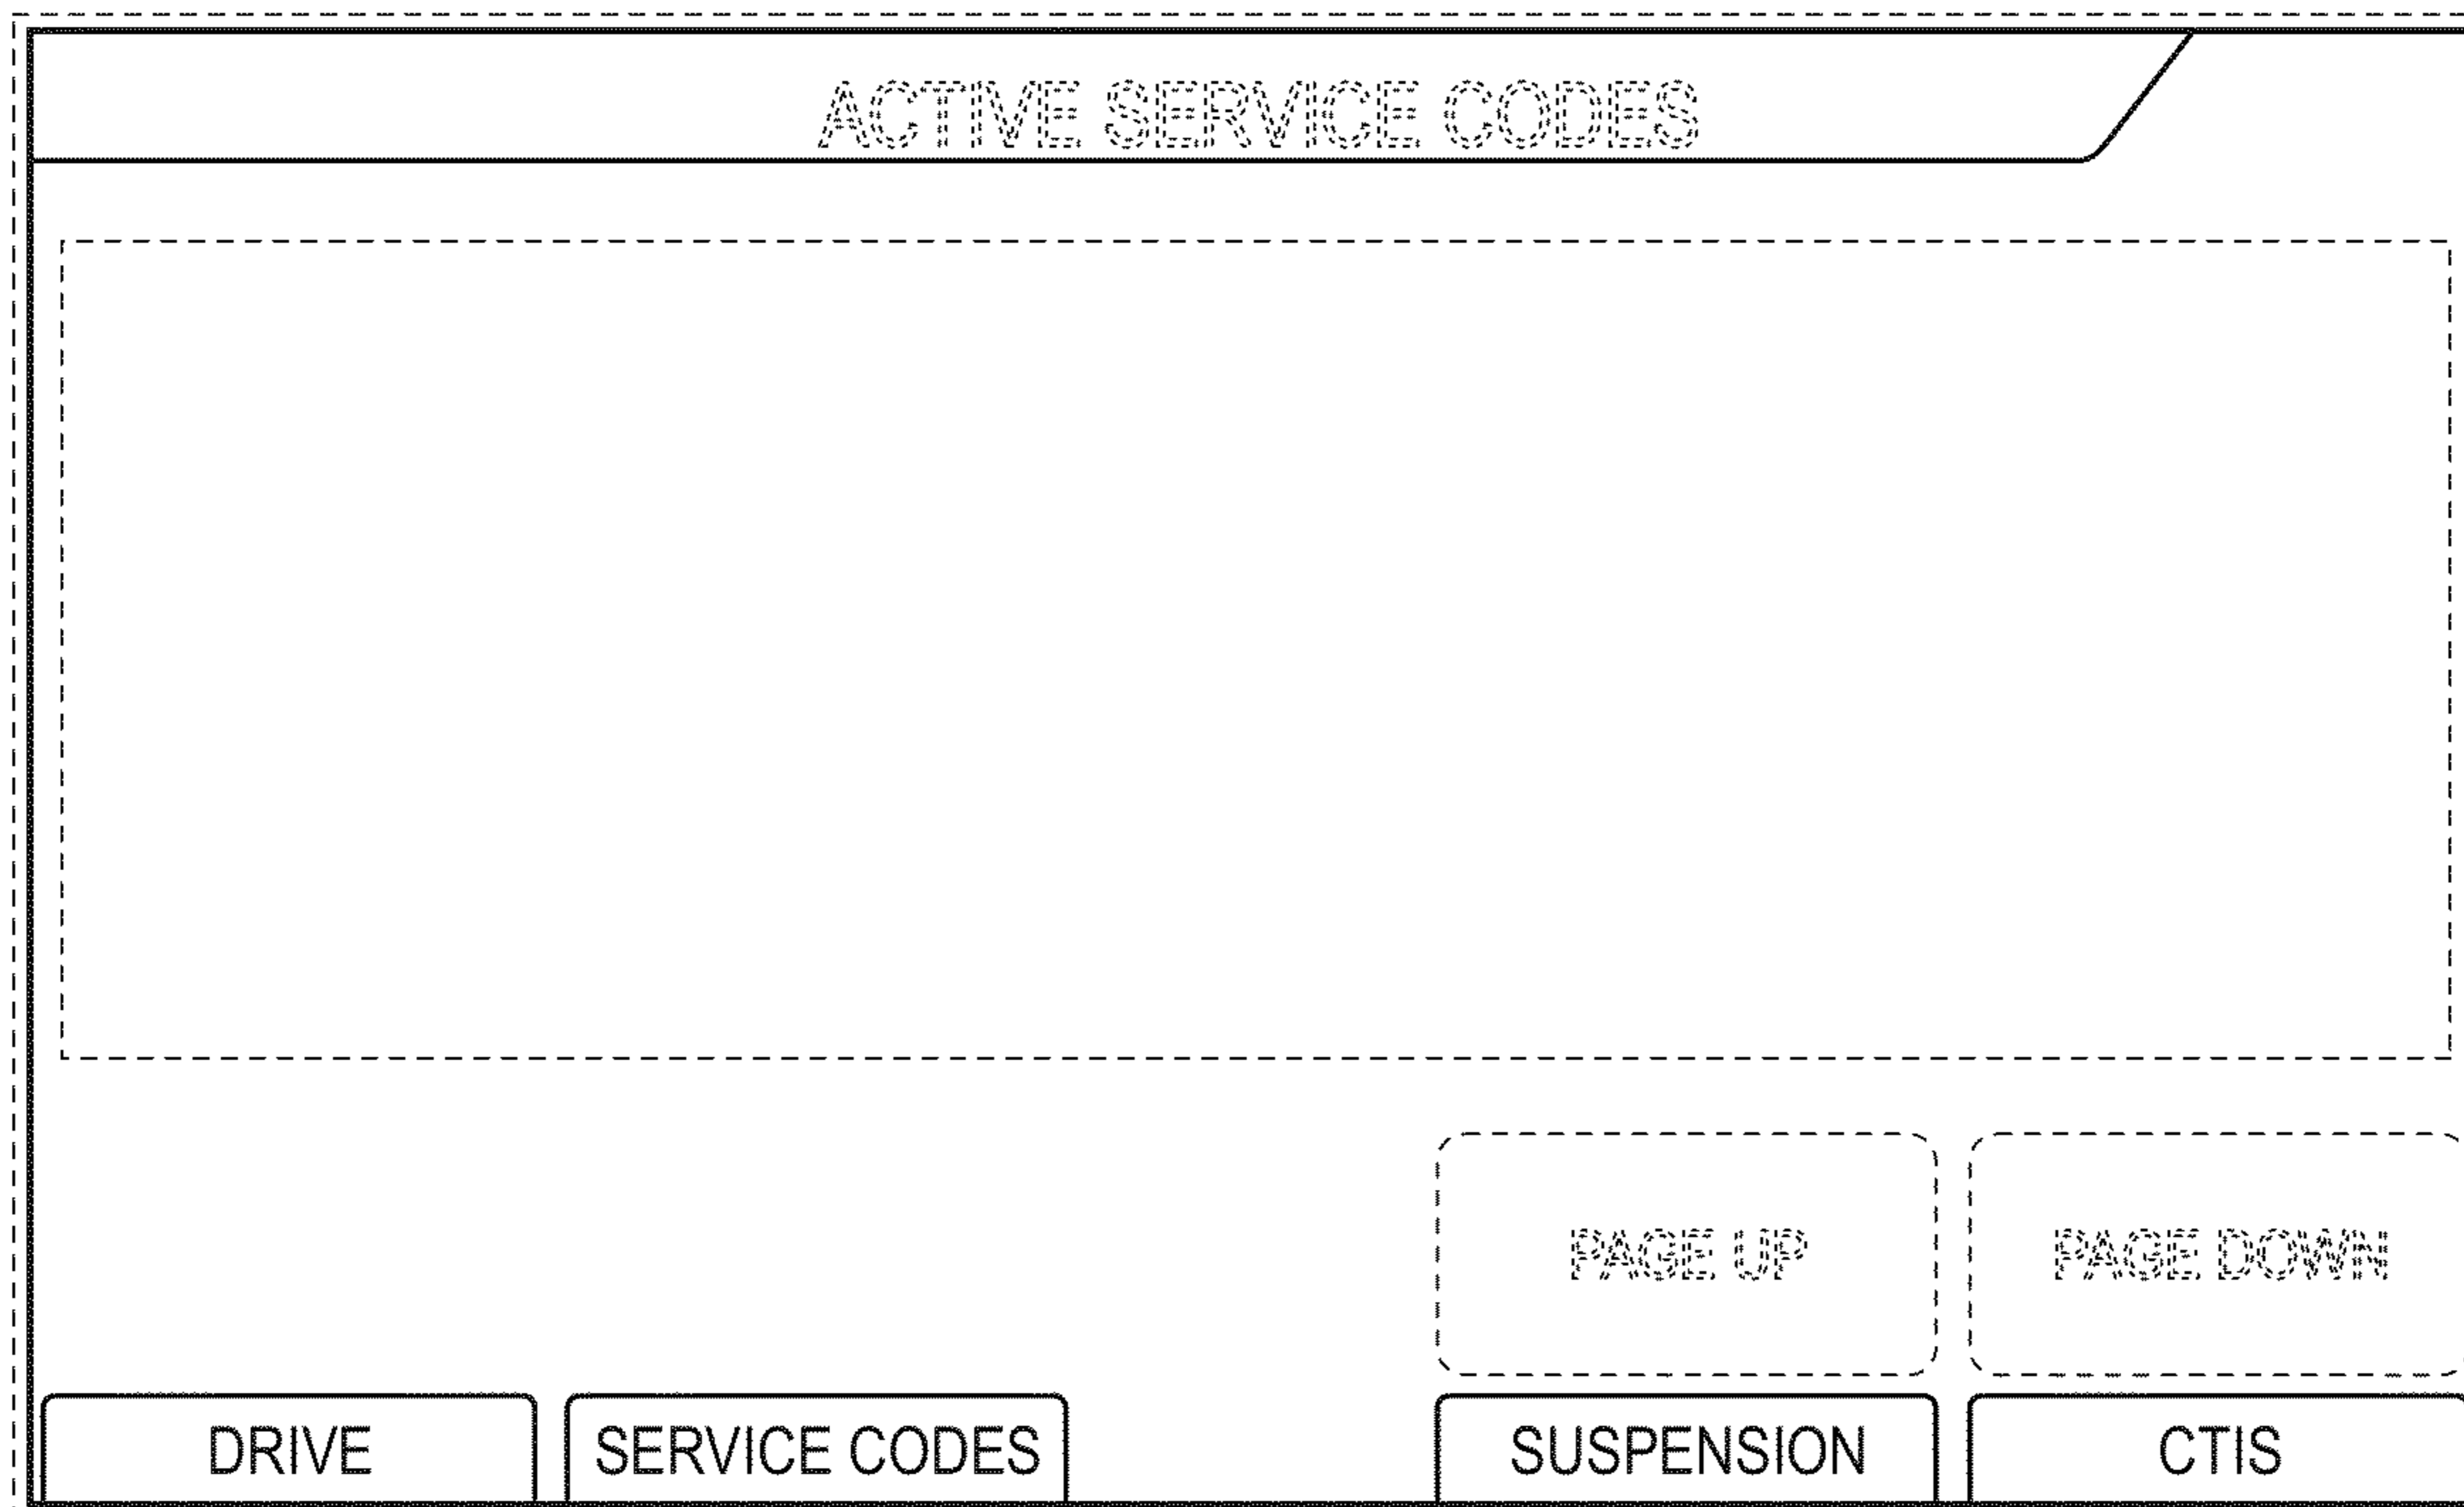 ACTIVE SERVICE CODES
PAGE UP
PAGE DOWN
DRIVE
SERVICE CODES
SUSPENSION
CTIS